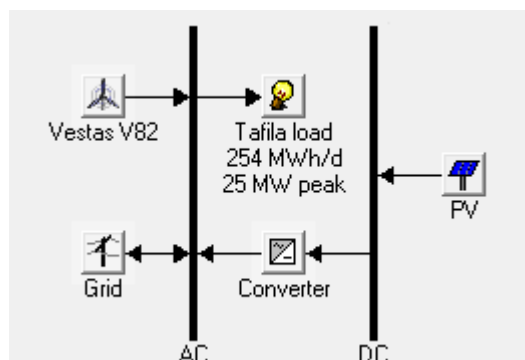 Vestas V82
Tafila load
254 MWh/d
25 MW peak
PV
Grid
Converter
AC
DC